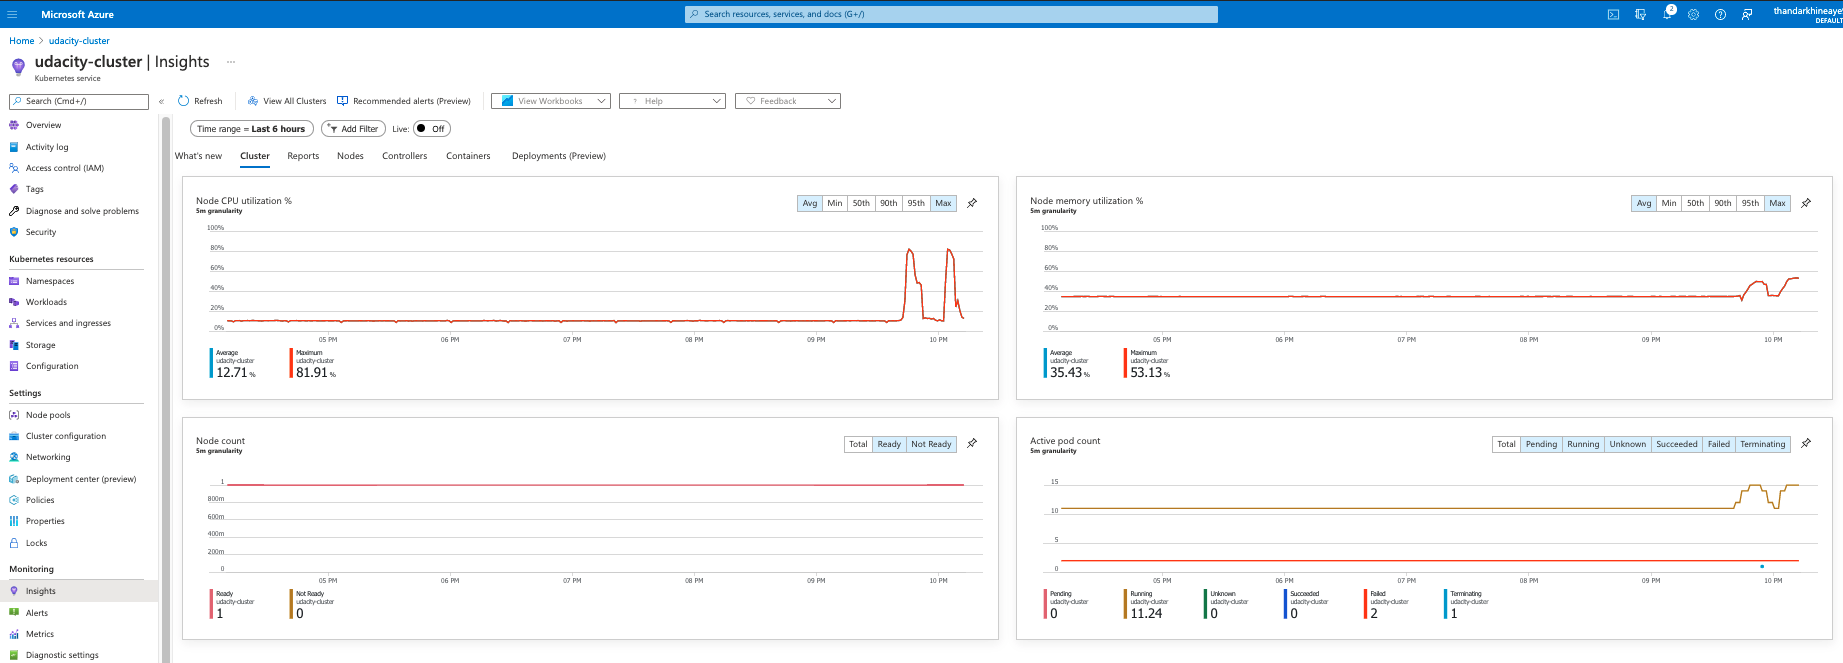 Microsoft Azure
Search resources, services, and docs (G+/)
2
thandarkhineaye
DEFAULT
Home > udacity-cluster
udacity-cluster | Insights ...
Kubernetes service
Search (Cmd+/)
«
Refresh
View All Clusters
Recommended alerts (Preview)
View Workbooks
? Help
Feedback
Time range = Last 6 hours
Add Filter
Live: Off
What's new Cluster Reports Nodes Controllers Containers Deployments (Preview)
Overview
Activity log
Access control (IAM)
Tags
Diagnose and solve problems
Security
Kubernetes resources
Namespaces
Workloads
Services and ingresses
Storage
Configuration
Settings
Node pools
Cluster configuration
Networking
Deployment center (preview)
Policies
Properties
Locks
Monitoring
Insights
Alerts
Metrics
Diagnostic settings
Node CPU utilization %
5m granularity
Avg Min 50th 90th 95th Max
100%
80%
60%
40%
20%
0%
05 PM 06 PM 07 PM 08 PM 09 PM 10 PM
Average
udacity-cluster
12.71 %
Maximum
udacity-cluster
81.91 %
Node memory utilization %
5m granularity
Avg Min 50th 90th 95th Max
100%
80%
60%
40%
20%
0%
05 PM 06 PM 07 PM 08 PM 09 PM 10 PM
Average
udacity-cluster
35.43 %
Maximum
udacity-cluster
53.13 %
Node count
5m granularity
Total Ready Not Ready
1
800m
600m
400m
200m
0
05 PM 06 PM 07 PM 08 PM 09 PM 10 PM
Ready
udacity-cluster
1
Not Ready
udacity-cluster
0
Active pod count
5m granularity
Total Pending Running Unknown Succeeded Failed Terminating
15
10
5
0
05 PM 06 PM 07 PM 08 PM 09 PM 10 PM
Pending
udacity-cluster
0
Running
udacity-cluster
11.24
Unknown
udacity-cluster
0
Succeeded
udacity-cluster
0
Failed
udacity-cluster
2
Terminating
udacity-cluster
1